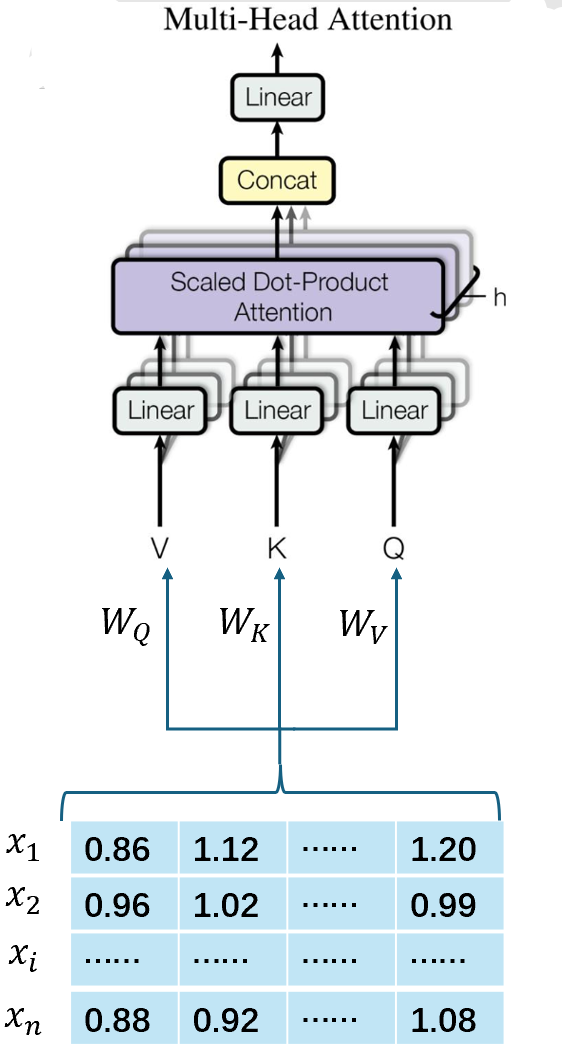 Multi-Head Attention
Linear
Concat
Scaled Dot-Product
Attention
h
Linear Linear Linear
V K Q
W_Q W_K W_V
x_1 0.86 1.12 ...... 1.20
x_2 0.96 1.02 ...... 0.99
x_i ...... ...... ...... ......
x_n 0.88 0.92 ...... 1.08